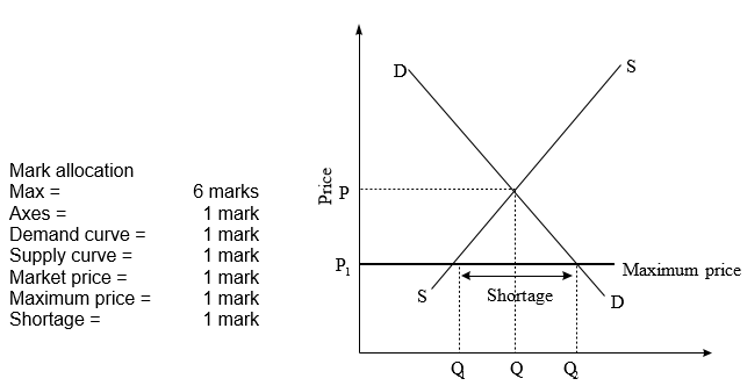 Mark allocation
Max = 6 marks
Axes = 1 mark
Demand curve = 1 mark
Supply curve = 1 mark
Market price = 1 mark
Maximum price = 1 mark
Shortage = 1 mark
D
S
Price
P
P₁
Maximum price
S
Shortage
D
Q₁
Q
Q₂